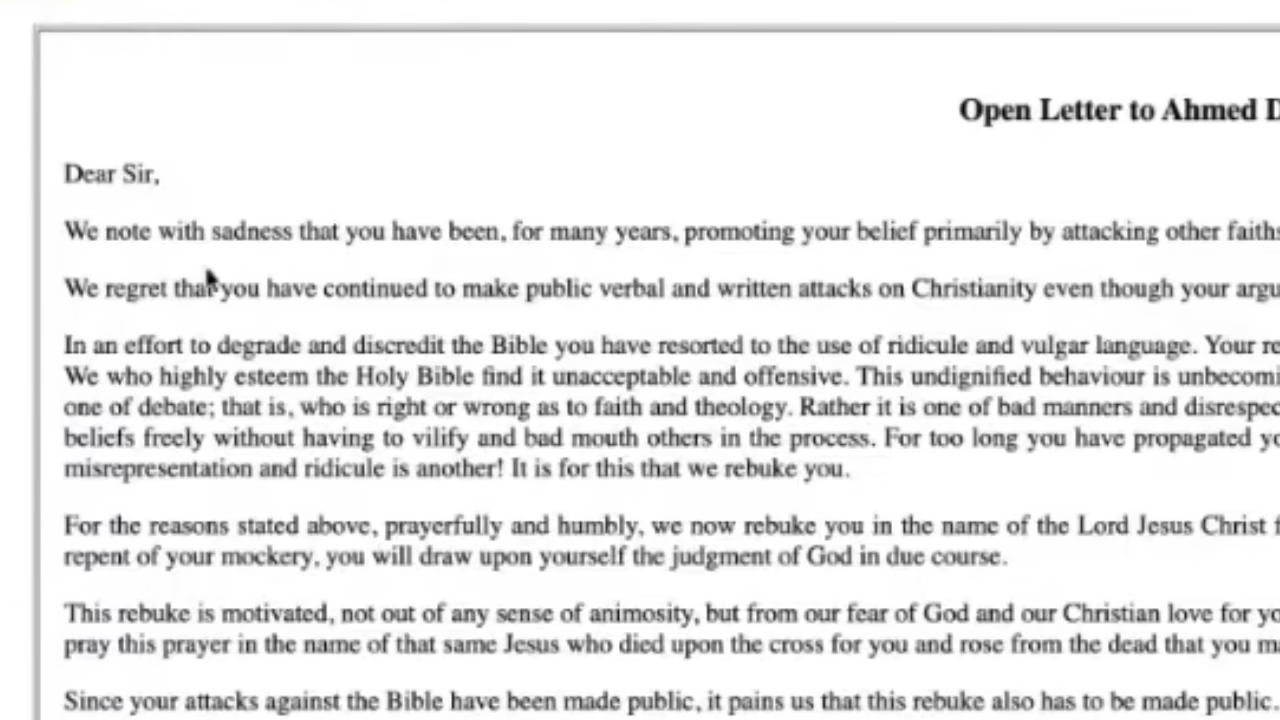 Open Letter to Ahmed
Dear Sir,
We note with sadness that you have been, for many years, promoting your belief primarily by attacking other faiths
We regret that you have continued to make public verbal and written attacks on Christianity even though your
In an effort to degrade and discredit the Bible you have resorted to the use of ridicule and vulgar language. Your
We who highly esteem the Holy Bible find it unacceptable and offensive. This undignified behaviour is
one of debate; that is, who is right or wrong as to faith and theology. Rather it is one of bad manners and
beliefs freely without having to vilify and bad mouth others in the process. For too long you have propagated
misrepresentation and ridicule is another! It is for this that we rebuke you.
For the reasons stated above, prayerfully and humbly, we now rebuke you in the name of the Lord Jesus Christ
repent of your mockery, you will draw upon yourself the judgment of God in due course.
This rebuke is motivated, not out of any sense of animosity, but from our fear of God and our Christian love for
pray this prayer in the name of that same Jesus who died upon the cross for you and rose from the dead that you
Since your attacks against the Bible have been made public, it pains us that this rebuke also has to be made public.